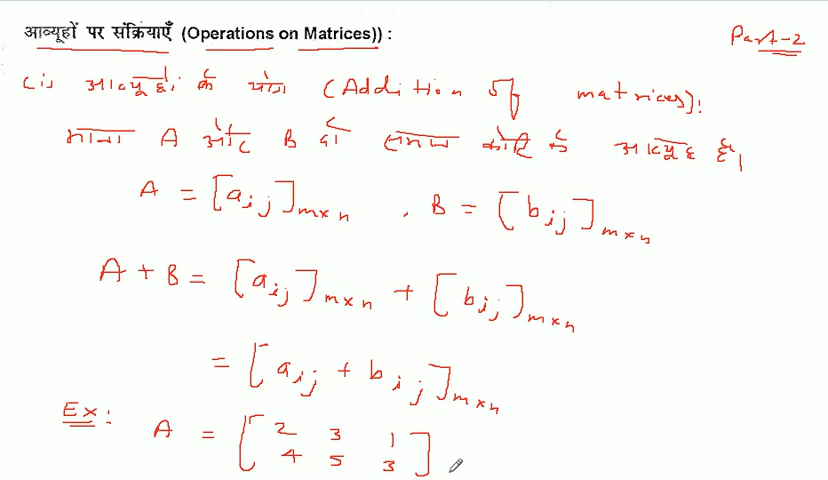 आव्यूहों पर संक्रियाएँ (Operations on Matrices)) :
Part-2
(i) आव्यूहों के योग (Addition of matrices):
माना A और B दो समान कोटि के आव्यूह हैं।
A = [aij]m×n , B = [bij]m×n
A + B = [aij]m×n + [bij]m×n
= [aij + bij]m×n
Ex: A = [2 3 1
4 5 3]